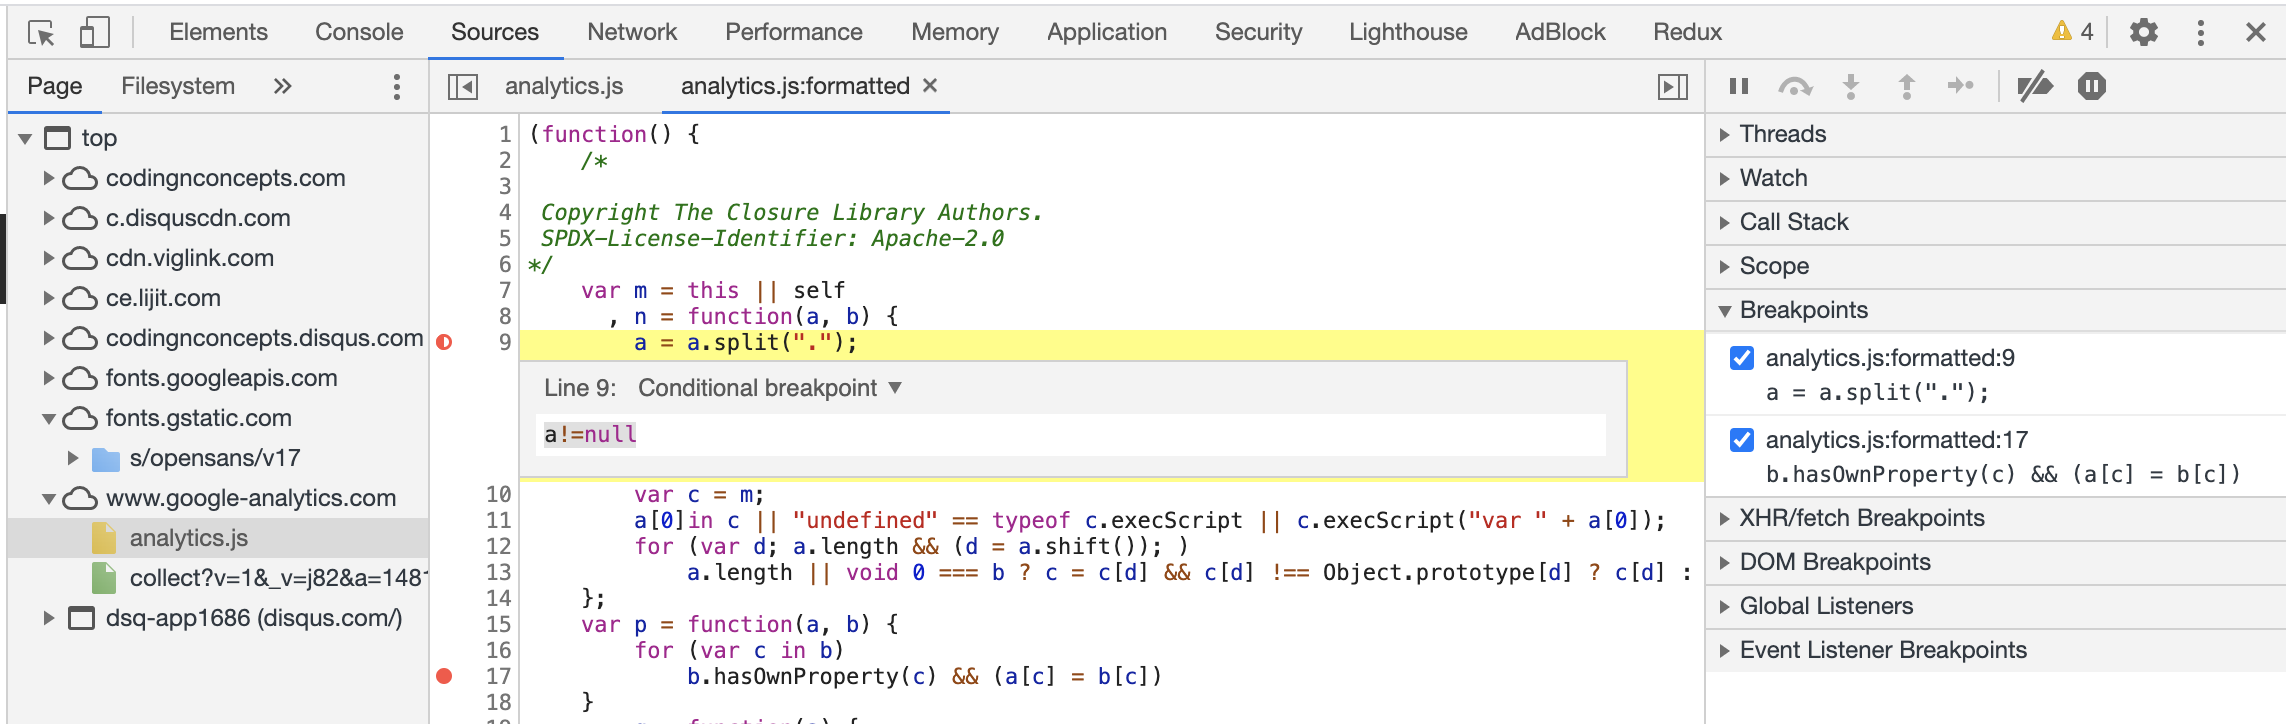 Elements Console Sources Network Performance Memory Application Security Lighthouse AdBlock Redux 4
Page Filesystem
top
codingnconcepts.com
c.disquscdn.com
cdn.viglink.com
ce.lijit.com
codingnconcepts.disqus.com
fonts.googleapis.com
fonts.gstatic.com
s/opensans/v17
www.google-analytics.com
analytics.js
collect?v=1&_v=j82&a=1481
dsq-app1686 (disqus.com/)
analytics.js analytics.js:formatted
1 (function() {
2 /*
3
4 Copyright The Closure Library Authors.
5 SPDX-License-Identifier: Apache-2.0
6 */
7 var m = this || self
8 , n = function(a, b) {
9 a = a.split(".");
Line 9: Conditional breakpoint
a!=null
10 var c = m;
11 a[0]in c || "undefined" == typeof c.execScript || c.execScript("var " + a[0]);
12 for (var d; a.length && (d = a.shift()); )
13 a.length || void 0 === b ? c = c[d] && c[d] !== Object.prototype[d] ? c[d] :
14 };
15 var p = function(a, b) {
16 for (var c in b)
17 b.hasOwnProperty(c) && (a[c] = b[c])
18 }
Threads
Watch
Call Stack
Scope
Breakpoints
analytics.js:formatted:9
a = a.split(".");
analytics.js:formatted:17
b.hasOwnProperty(c) && (a[c] = b[c])
XHR/fetch Breakpoints
DOM Breakpoints
Global Listeners
Event Listener Breakpoints